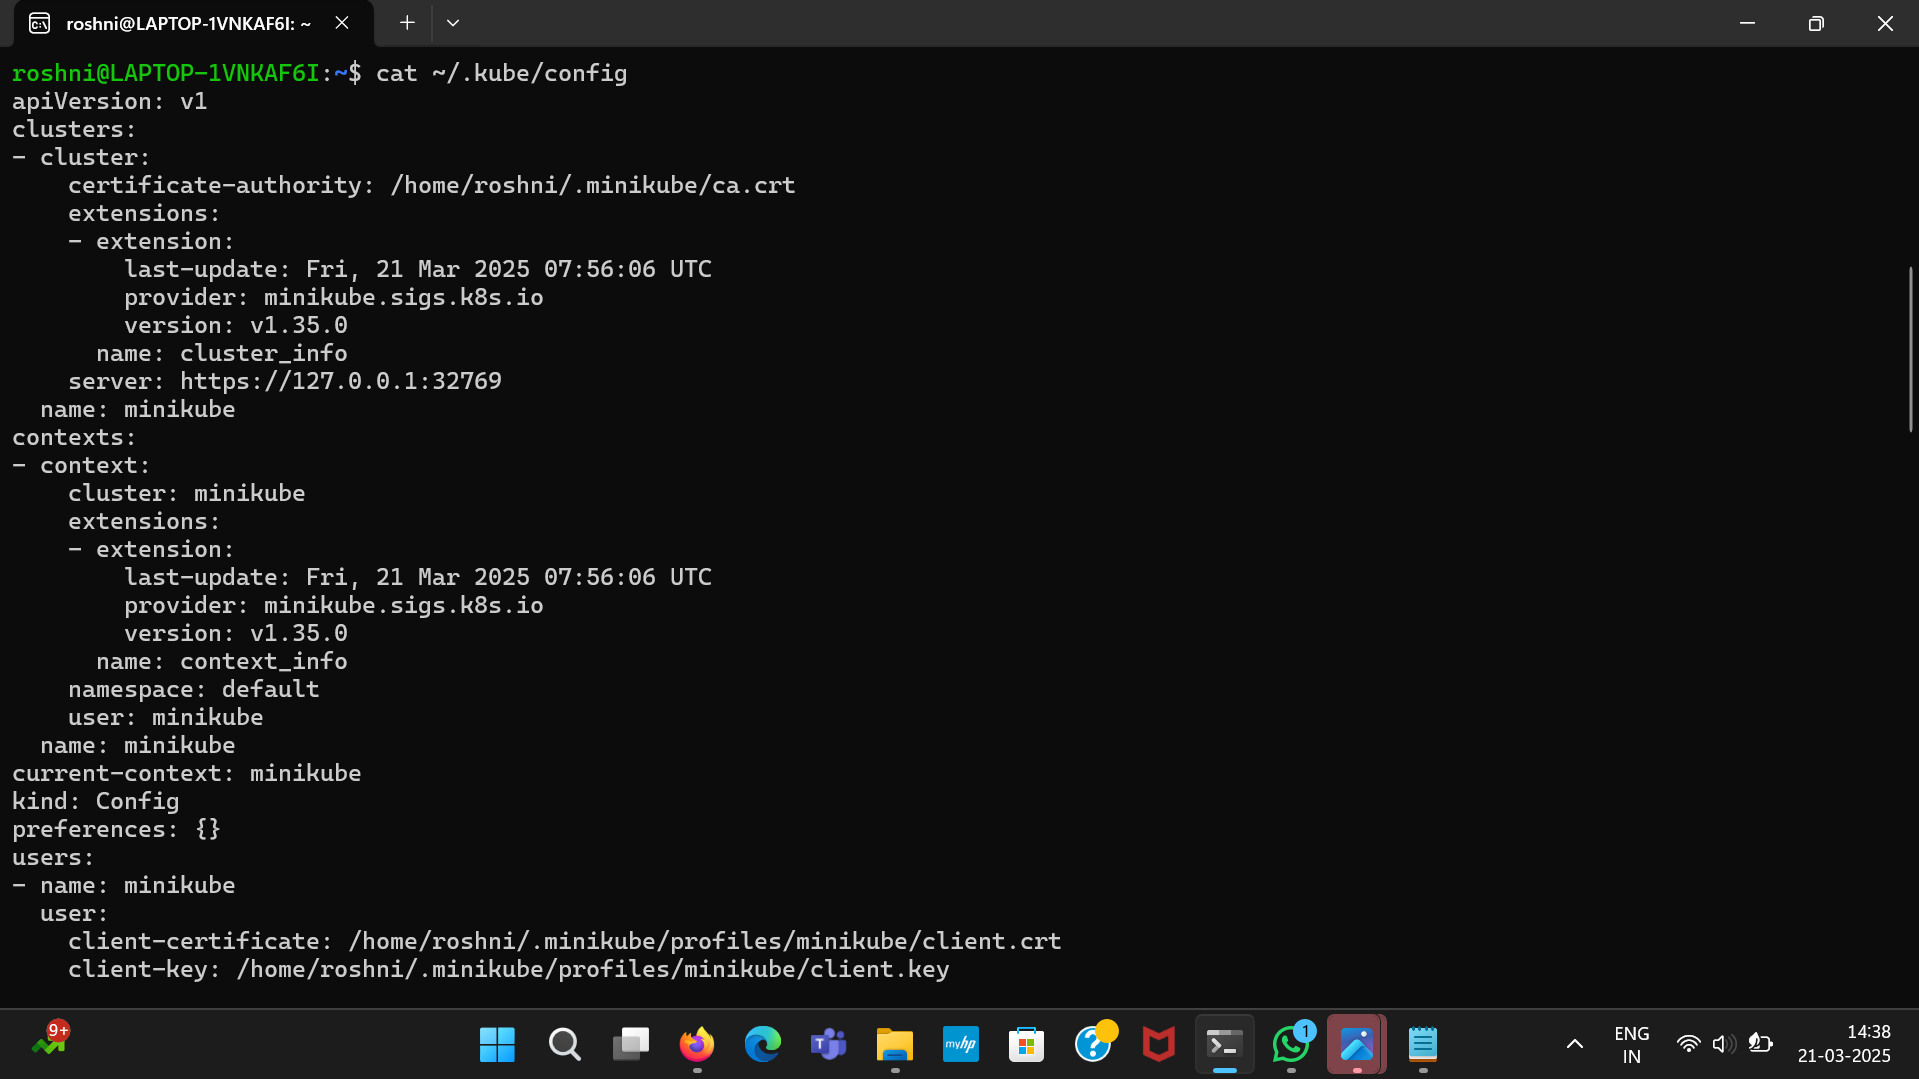 roshni@LAPTOP-1VNKAF6I: ~
roshni@LAPTOP-1VNKAF6I:~$ cat ~/.kube/config
apiVersion: v1
clusters:
- cluster:
    certificate-authority: /home/roshni/.minikube/ca.crt
    extensions:
    - extension:
        last-update: Fri, 21 Mar 2025 07:56:06 UTC
        provider: minikube.sigs.k8s.io
        version: v1.35.0
      name: cluster_info
    server: https://127.0.0.1:32769
  name: minikube
contexts:
- context:
    cluster: minikube
    extensions:
    - extension:
        last-update: Fri, 21 Mar 2025 07:56:06 UTC
        provider: minikube.sigs.k8s.io
        version: v1.35.0
      name: context_info
    namespace: default
    user: minikube
  name: minikube
current-context: minikube
kind: Config
preferences: {}
users:
- name: minikube
  user:
    client-certificate: /home/roshni/.minikube/profiles/minikube/client.crt
    client-key: /home/roshni/.minikube/profiles/minikube/client.key
9+
T
myhp
?
1
ENG
IN
14:38
21-03-2025